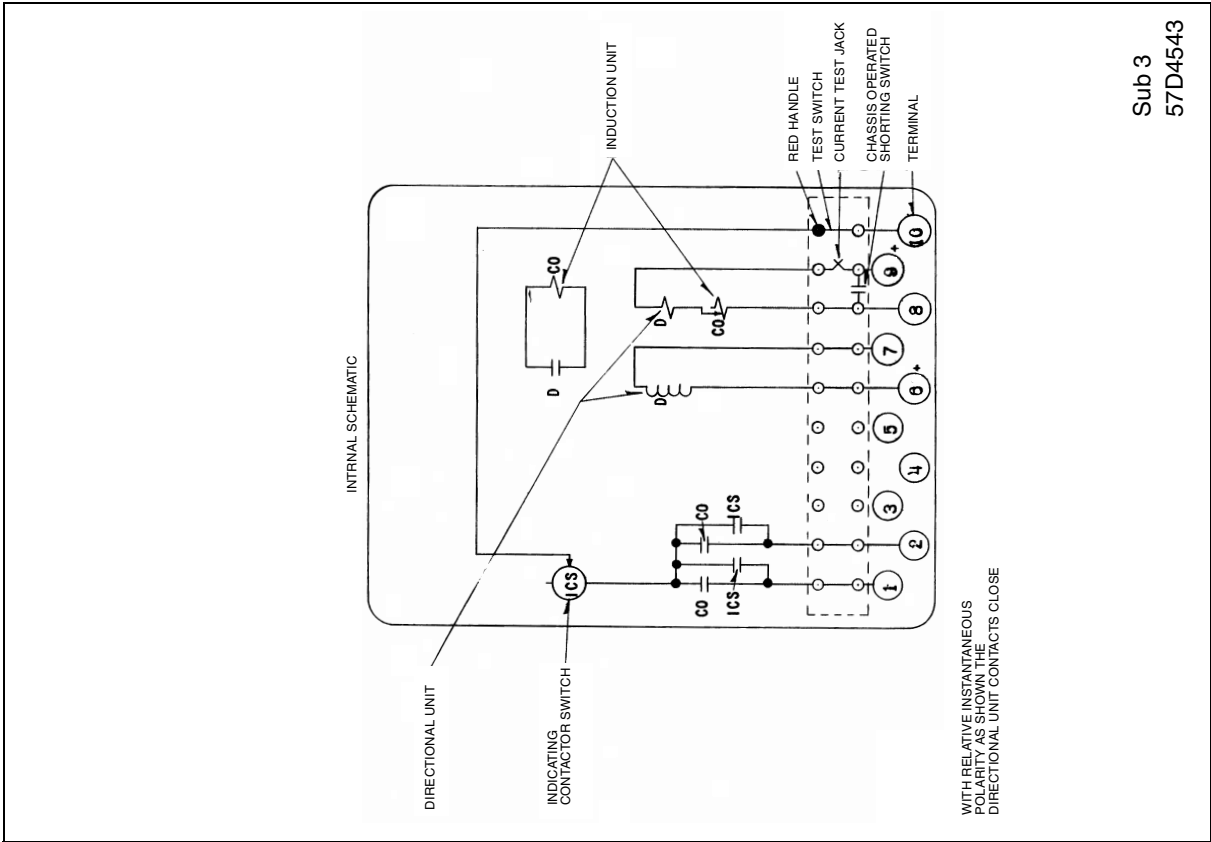 INTRNAL SCHEMATIC
INDUCTION UNIT
DIRECTIONAL UNIT
INDICATING
CONTACTOR SWITCH
ICS
CO
D
D
CO
D
CO
ICS
CO
ICS
RED HANDLE
TEST SWITCH
CURRENT TEST JACK
CHASSIS OPERATED
SHORTING SWITCH
TERMINAL
1
2
3
4
5
6 +
7
8
9 +
10
WITH RELATIVE INSTANTANEOUS
POLARITY AS SHOWN THE
DIRECTIONAL UNIT CONTACTS CLOSE
Sub 3
57D4543